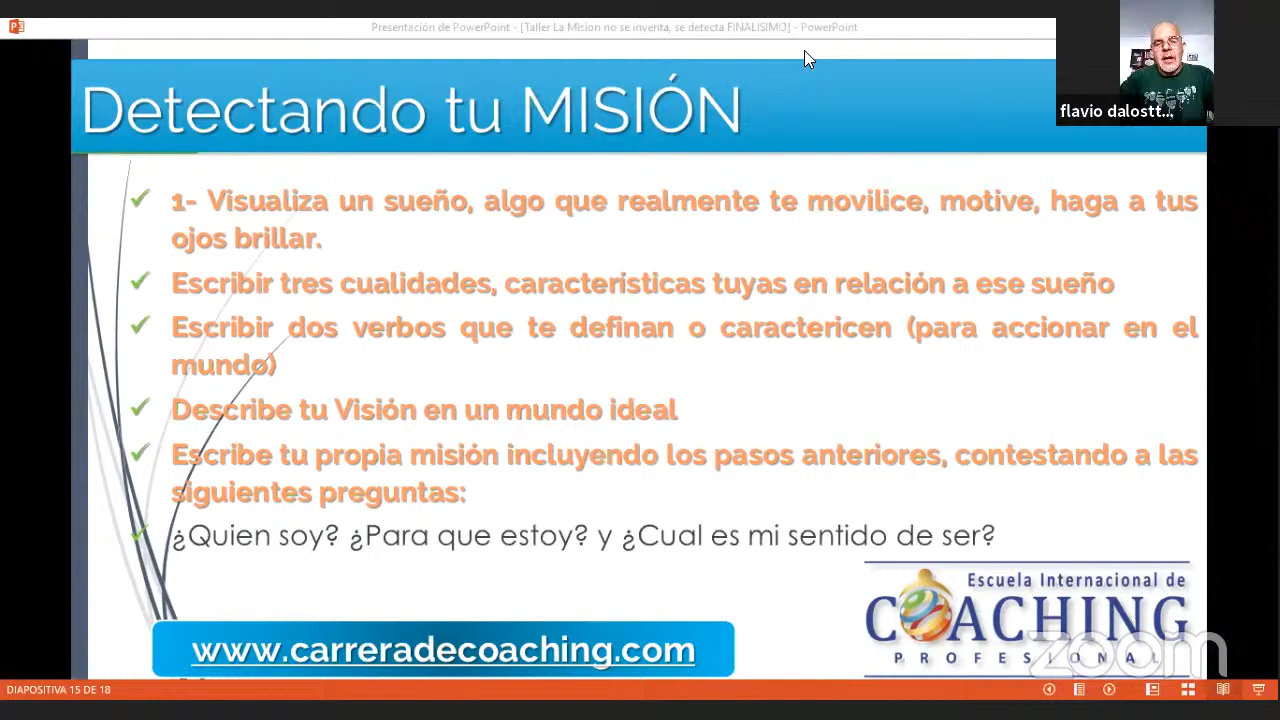 Presentación de PowerPoint - [Taller La Mision no se inventa, se detecta FINALISIMO] - PowerPoint
flavio dalostt...
Detectando tu MISIÓN
1- Visualiza un sueño, algo que realmente te movilice, motive, haga a tus
ojos brillar.
Escribir tres cualidades, características tuyas en relación a ese sueño
Escribir dos verbos que te definan o caractericen (para accionar en el
mundo)
Describe tu Visión en un mundo ideal
Escribe tu propia misión incluyendo los pasos anteriores, contestando a las
siguientes preguntas:
¿Quien soy? ¿Para que estoy? y ¿Cual es mi sentido de ser?
Escuela Internacional de
COACHING
PROFESIONAL
www.carreradecoaching.com
zoom
DIAPOSITIVA 15 DE 18